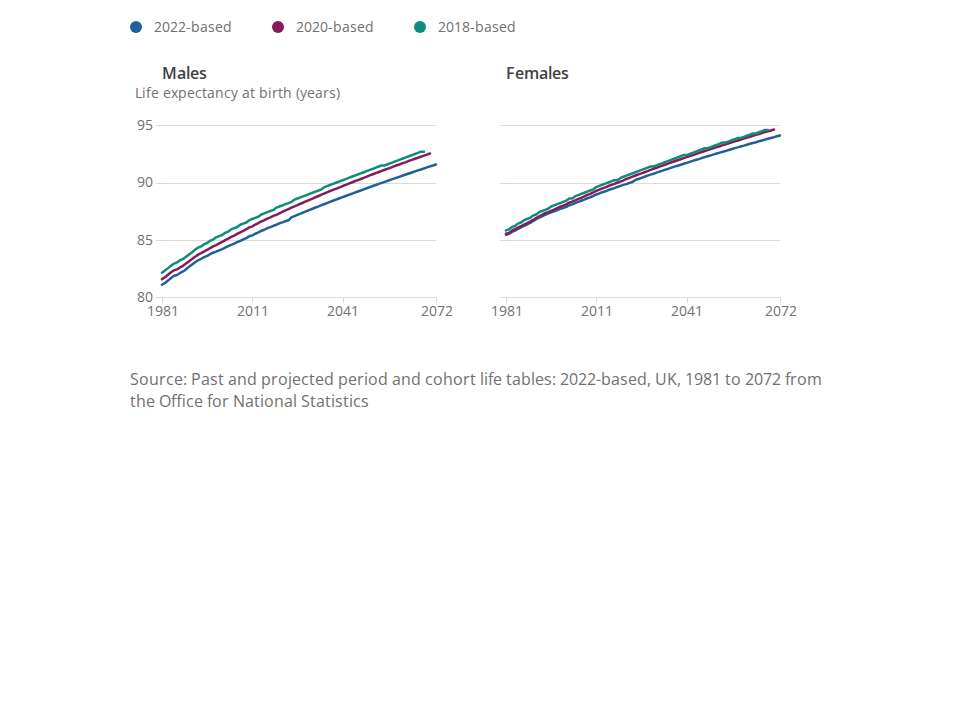 2022-based 2020-based 2018-based
Males Females
Life expectancy at birth (years)
95
90
85
80
1981 2011 2041 2072 1981 2011 2041 2072
Source: Past and projected period and cohort life tables: 2022-based, UK, 1981 to 2072 from
the Office for National Statistics